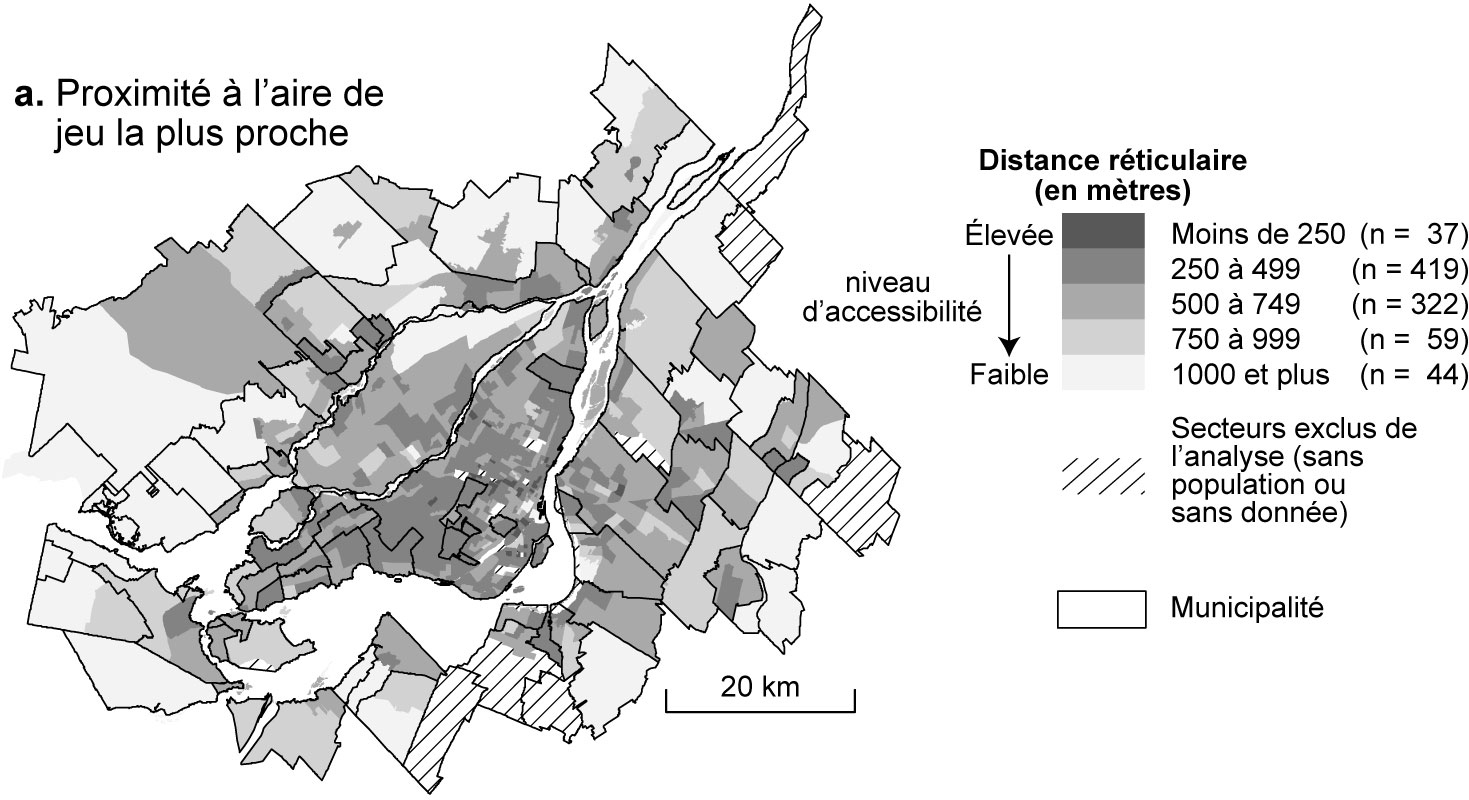 a. Proximité à l’aire de
jeu la plus proche
Distance réticulaire
(en mètres)
Élevée
niveau
d’accessibilité
Faible
Moins de 250 (n = 37)
250 à 499 (n = 419)
500 à 749 (n = 322)
750 à 999 (n = 59)
1000 et plus (n = 44)
Secteurs exclus de
l’analyse (sans
population ou
sans donnée)
Municipalité
20 km